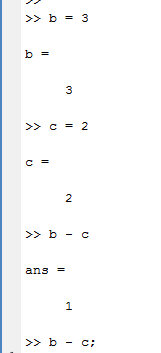 >>
>> b = 3
b =
3
>> c = 2
c =
2
>> b - c
ans =
1
>> b - c;